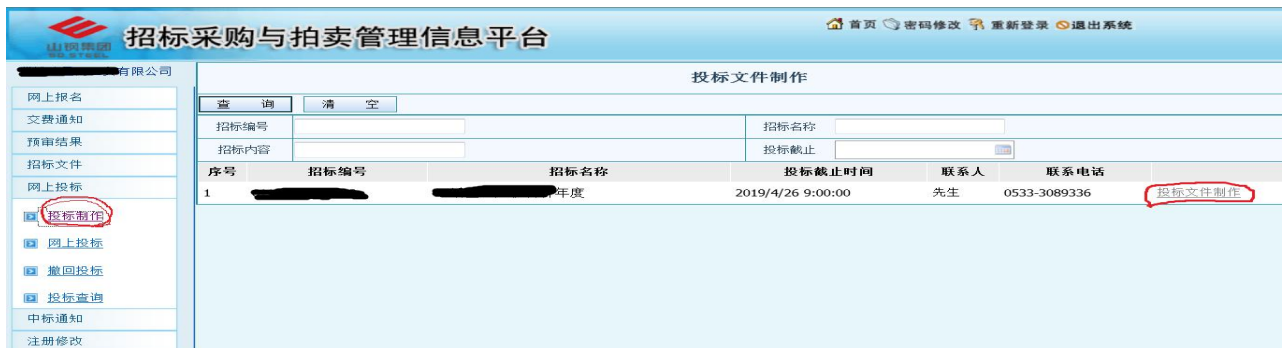 山钢集团
招标采购与拍卖管理信息平台
首页 密码修改 重新登录 退出系统
有限公司
网上报名
交费通知
预审结果
招标文件
网上投标
投标制作
网上投标
撤回投标
投标查询
中标通知
注册修改
投标文件制作
查 询 清 空
招标编号 招标名称
招标内容 投标截止
序号 招标编号 招标名称 投标截止时间 联系人 联系电话
1 年度 2019/4/26 9:00:00 先生 0533-3089336 投标文件制作